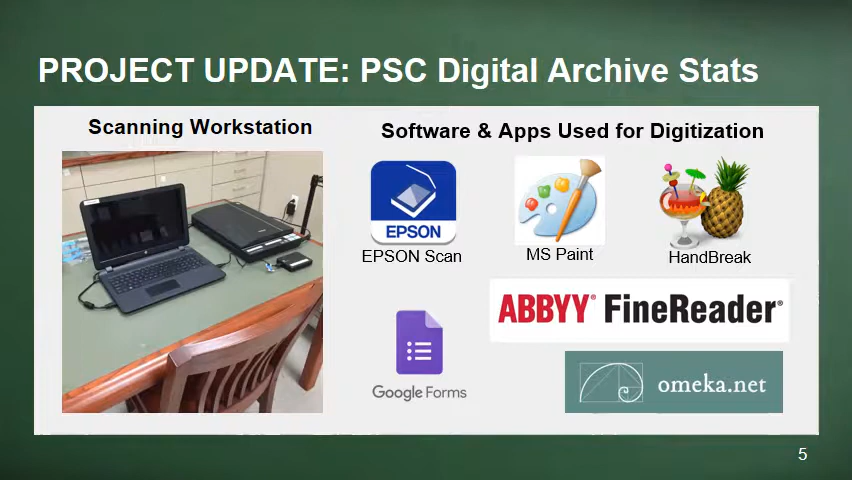 PROJECT UPDATE: PSC Digital Archive Stats
Scanning Workstation
Software & Apps Used for Digitization
EPSON
EPSON Scan
MS Paint
HandBreak
ABBYY® FineReader®
Google Forms
omeka.net
5